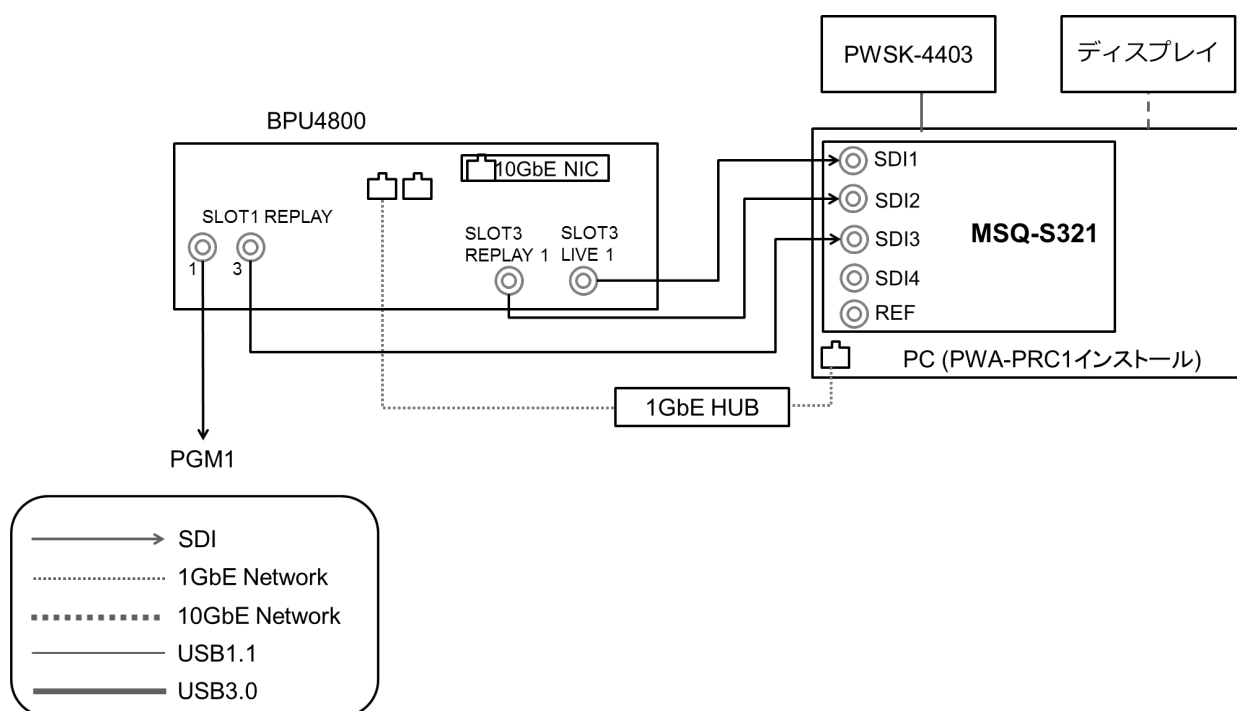 PWSK-4403
ディスプレイ
BPU4800
10GbE NIC
SLOT1 REPLAY
1
3
SLOT3
REPLAY 1
SLOT3
LIVE 1
SDI1
SDI2
SDI3
SDI4
REF
MSQ-S321
PC (PWA-PRC1インストール)
1GbE HUB
PGM1
SDI
1GbE Network
10GbE Network
USB1.1
USB3.0